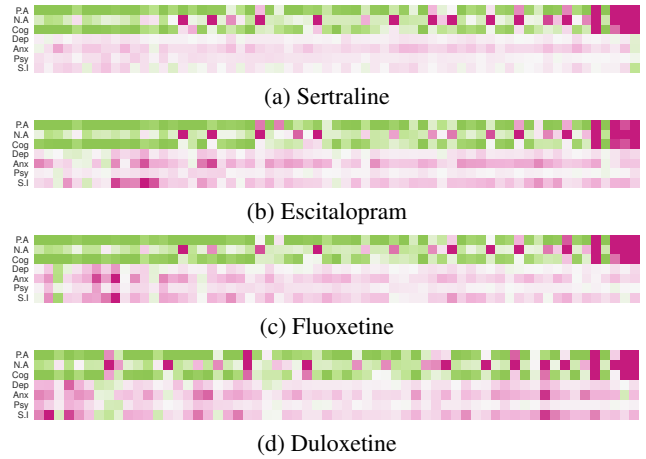 P.A
N.A
Cog
Dep
Anx
Psy
S.I
(a) Sertraline
P.A
N.A
Cog
Dep
Anx
Psy
S.I
(b) Escitalopram
P.A
N.A
Cog
Dep
Anx
Psy
S.I
(c) Fluoxetine
P.A
N.A
Cog
Dep
Anx
Psy
S.I
(d) Duloxetine